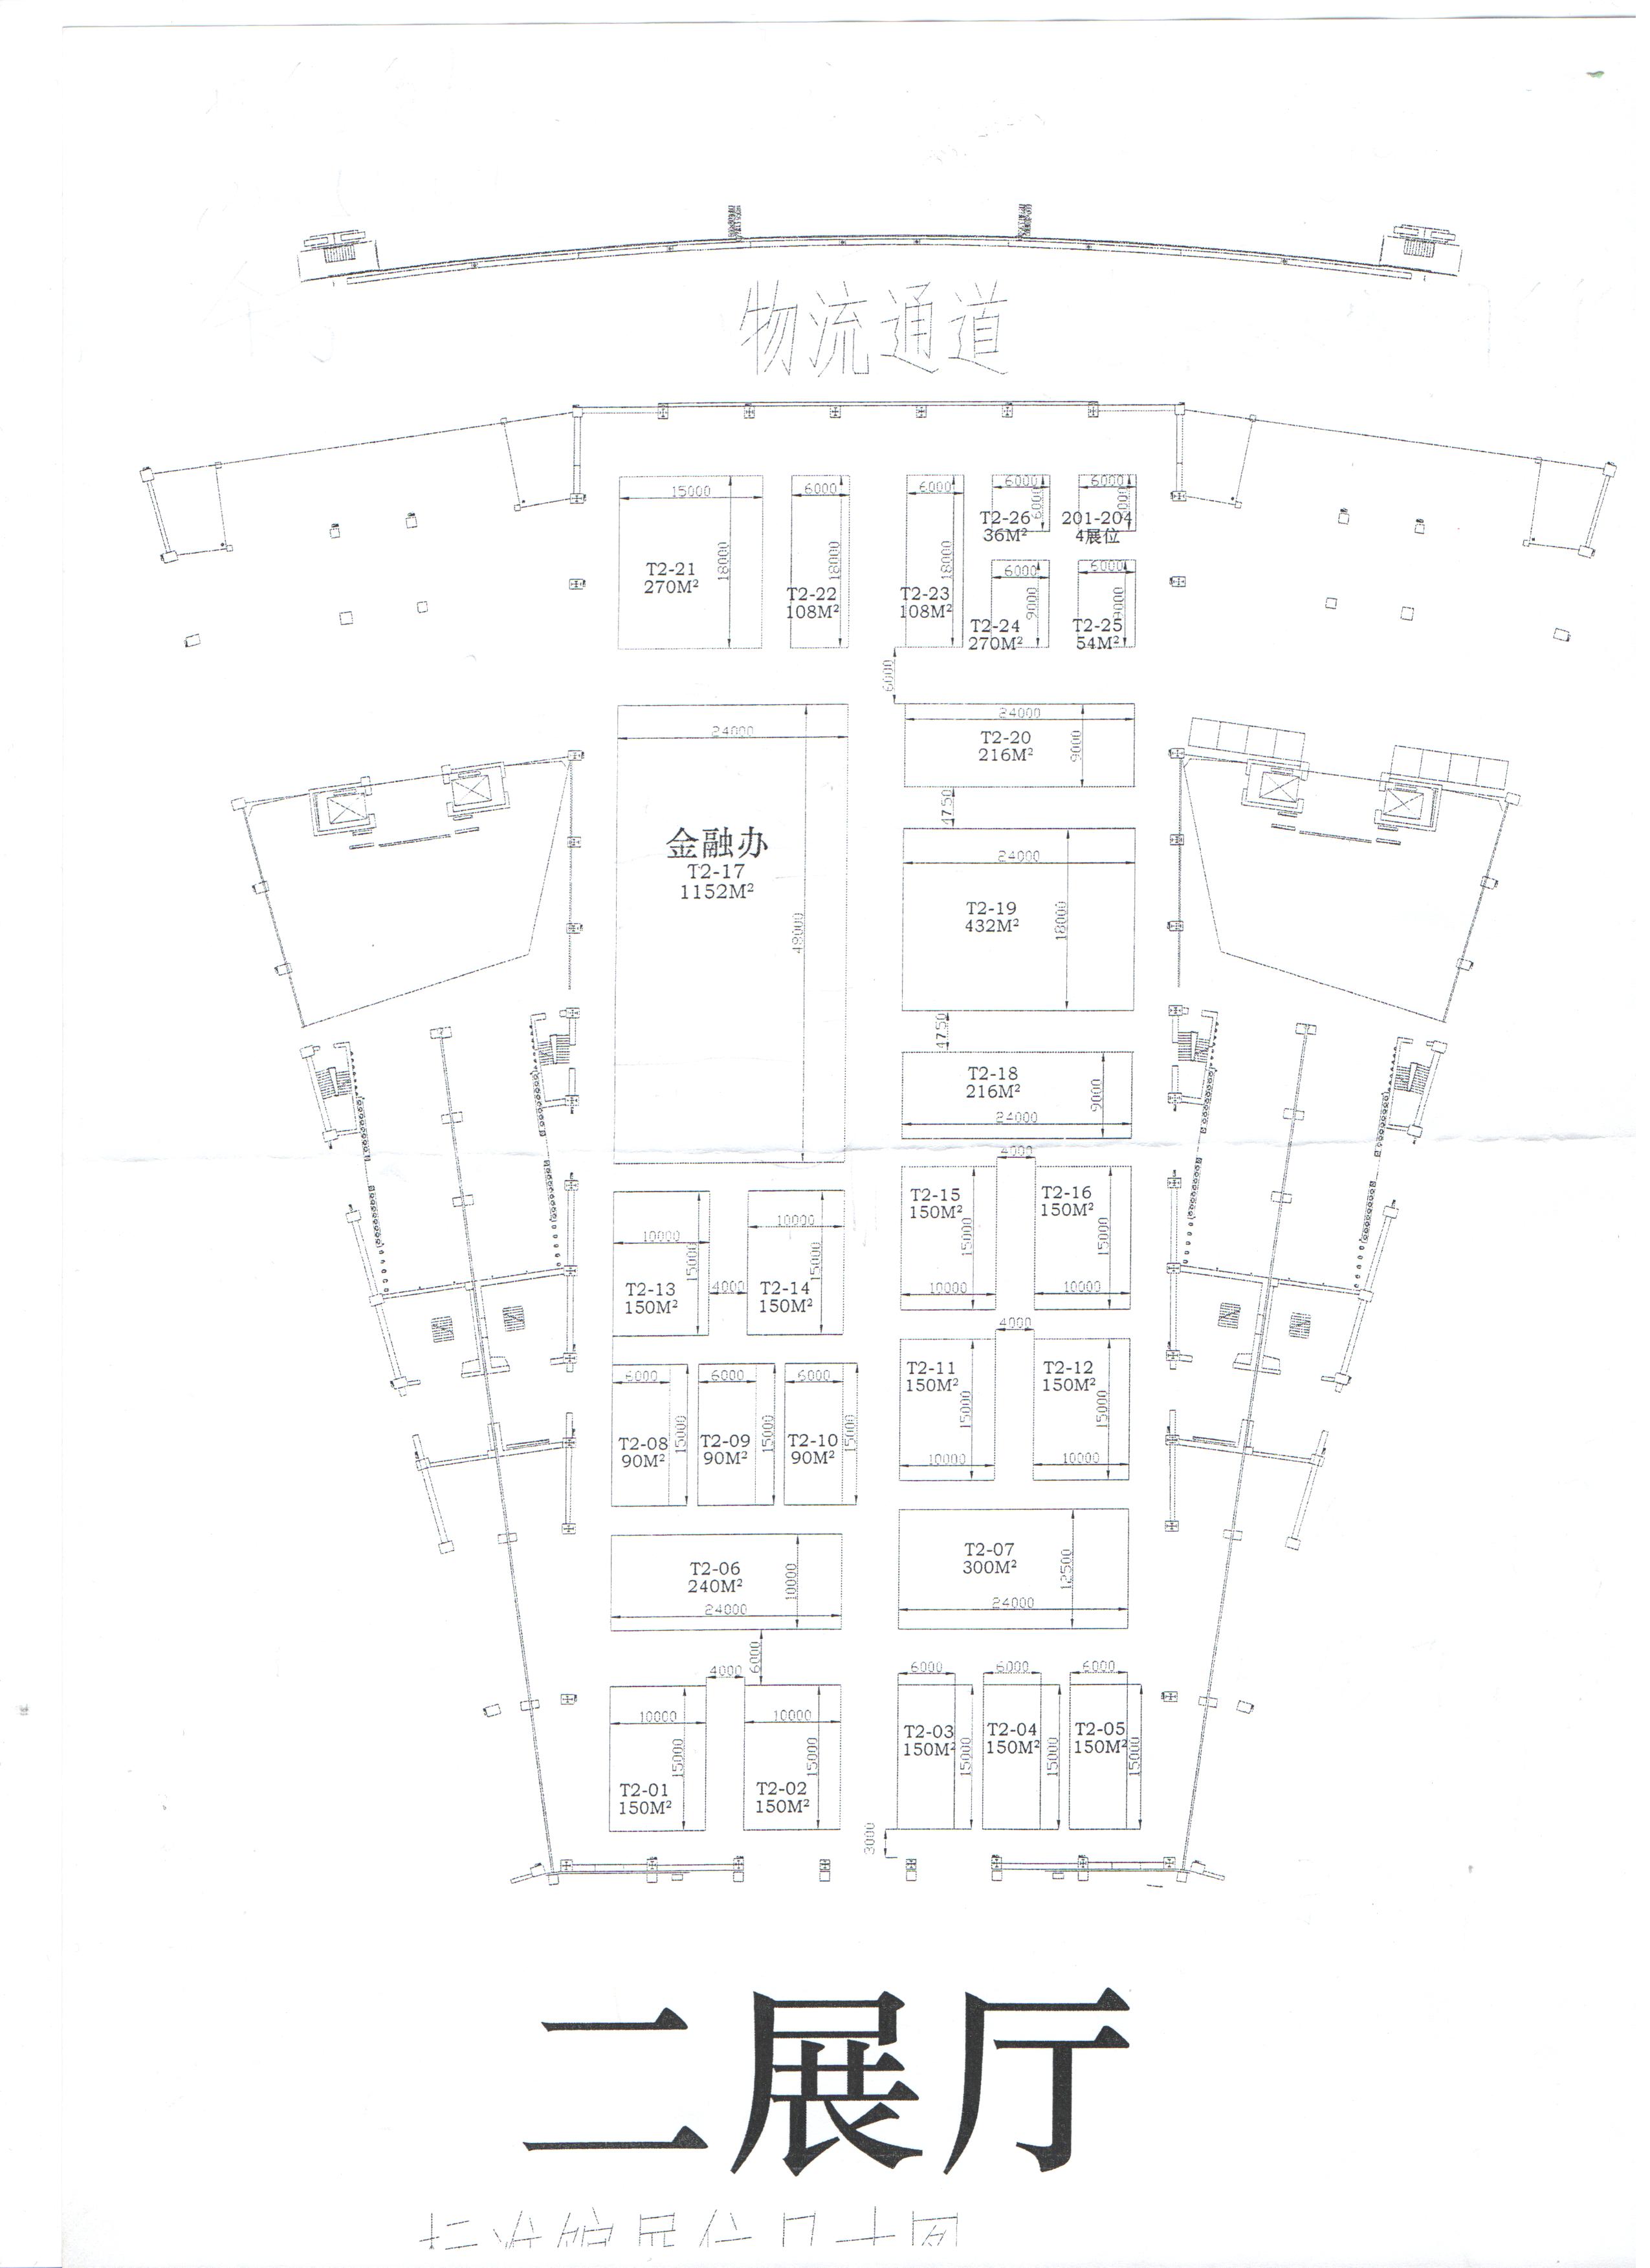 物流通道
15000
18000
T2-21
270M²
6000
18000
T2-22
108M²
6000
18000
T2-23
108M²
6000
6000
T2-26
36M²
6000
201-204
4展位
6000
9000
T2-24
270M²
6000
9000
T2-25
54M²
6000
24000
48000
金融办
T2-17
1152M²
24000
T2-20
216M²
9000
4750
24000
T2-19
432M²
18000
4750
T2-18
216M²
9000
24000
4000
T2-15
150M²
15000
10000
T2-16
150M²
15000
10000
10000
15000
T2-13
150M²
4000
10000
15000
T2-14
150M²
4000
T2-11
150M²
15000
10000
T2-12
150M²
15000
10000
6000
15000
T2-08
90M²
6000
15000
T2-09
90M²
6000
15000
T2-10
90M²
T2-06
240M²
10000
24000
T2-07
300M²
12500
24000
6000
4000
10000
15000
T2-01
150M²
10000
15000
T2-02
150M²
6000
T2-03
150M²
15000
6000
T2-04
150M²
15000
6000
T2-05
150M²
15000
3000
二展厅